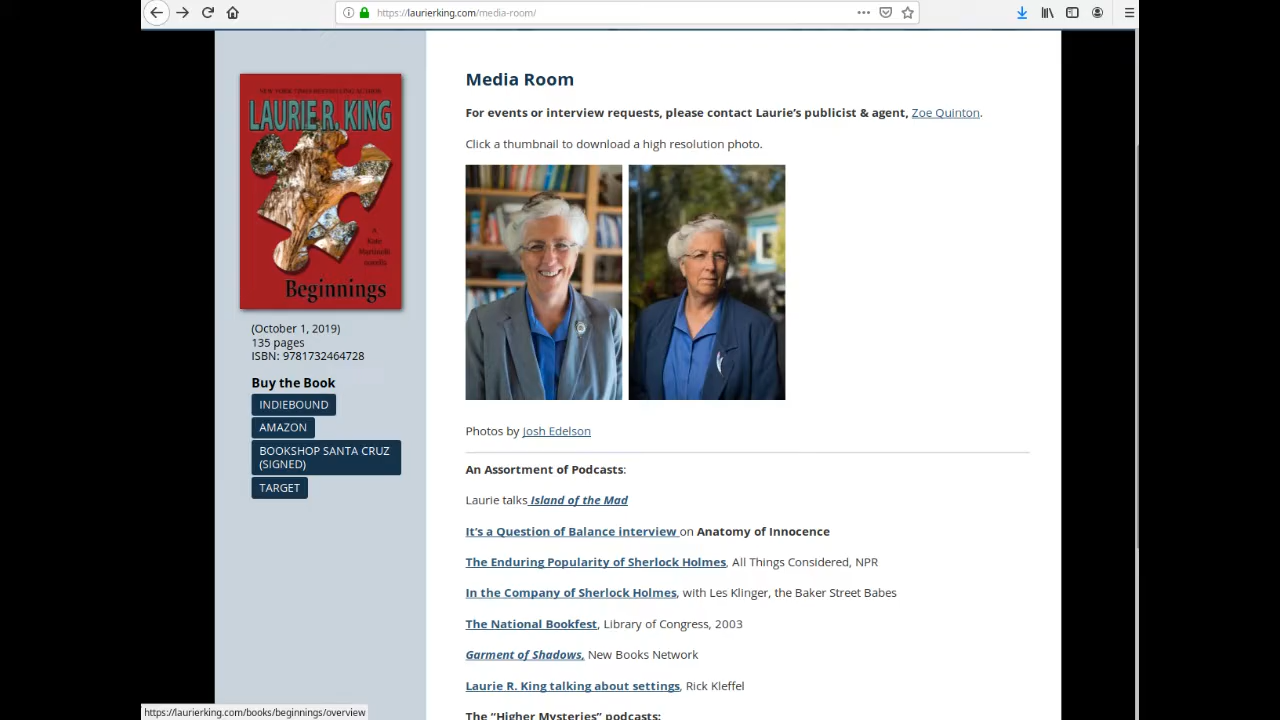 https://laurierking.com/media-room/
NEW YORK TIMES BESTSELLING AUTHOR
LAURIE R. KING
a
Kate
Martinelli
novella
Beginnings
(October 1, 2019)
135 pages
ISBN: 9781732464728
Buy the Book
INDIEBOUND
AMAZON
BOOKSHOP SANTA CRUZ
(SIGNED)
TARGET
Media Room
For events or interview requests, please contact Laurie’s publicist & agent, Zoe Quinton.
Click a thumbnail to download a high resolution photo.
Photos by Josh Edelson
An Assortment of Podcasts:
Laurie talks Island of the Mad
It’s a Question of Balance interview on Anatomy of Innocence
The Enduring Popularity of Sherlock Holmes, All Things Considered, NPR
In the Company of Sherlock Holmes, with Les Klinger, the Baker Street Babes
The National Bookfest, Library of Congress, 2003
Garment of Shadows, New Books Network
Laurie R. King talking about settings, Rick Kleffel
The “Higher Mysteries” podcasts:
https://laurierking.com/books/beginnings/overview